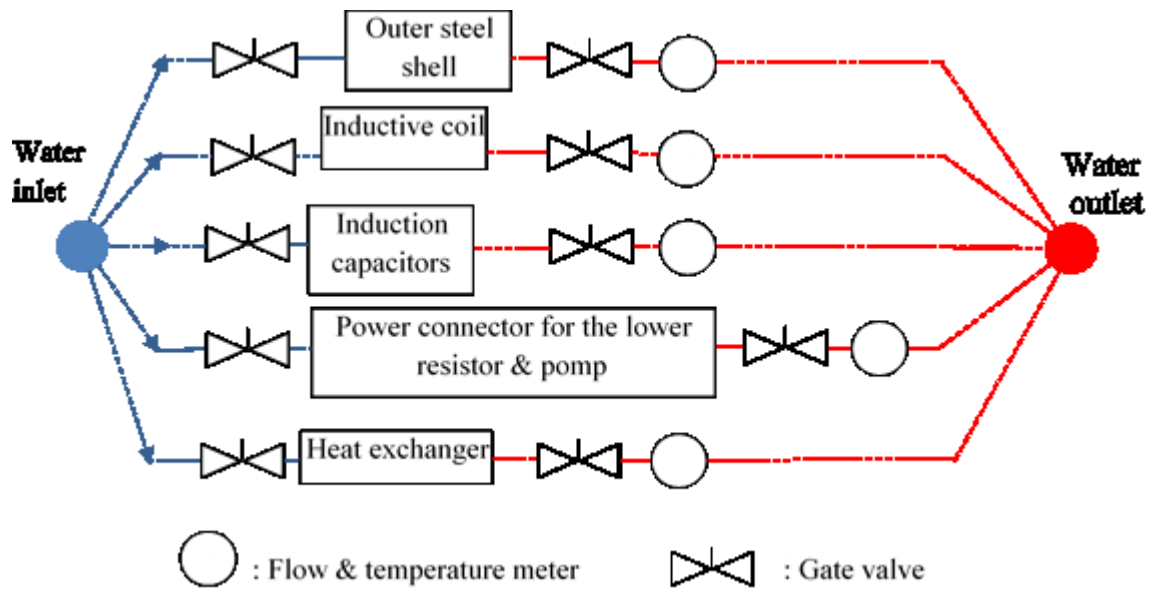 Outer steel
shell
Inductive coil
Water
inlet
Water
outlet
Induction
capacitors
Power connector for the lower
resistor & pump
Heat exchanger
: Flow & temperature meter
: Gate valve